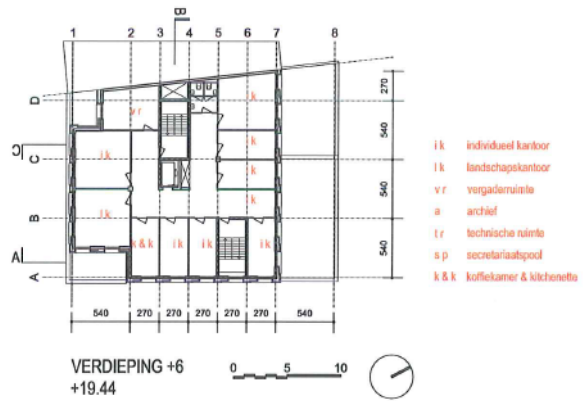 B
1 2 3 4 5 6 7 8
D
270
v r
i k
540
i k
C
C
i k
i k
540
i k
i k
B
540
A
k & k
i k
i k
i k
A
540 270 270 270 270 270 540
i k individueel kantoor
l k landschapskantoor
v r vergaderruimte
a archief
t r technische ruimte
s p secretariaatspool
k & k koffiekamer & kitchenette
VERDIEPING +6
+19.44
0 5 10